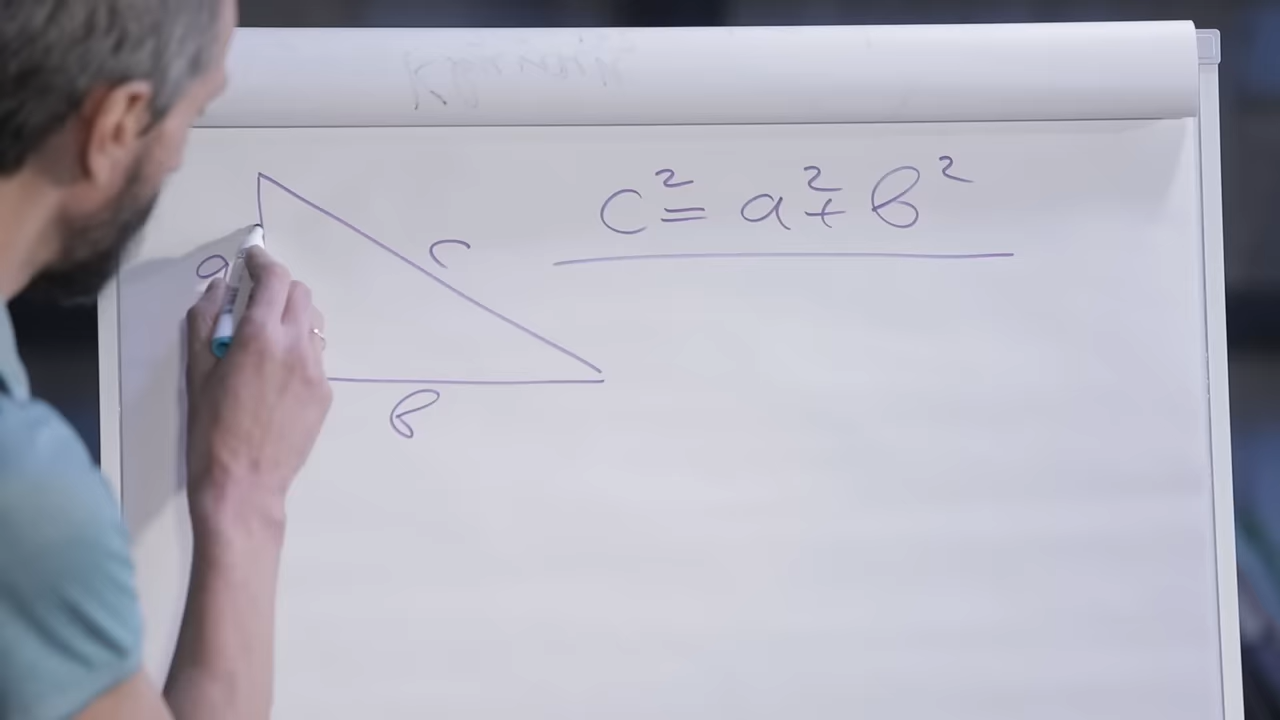 c² = a² + b²
a
c
b